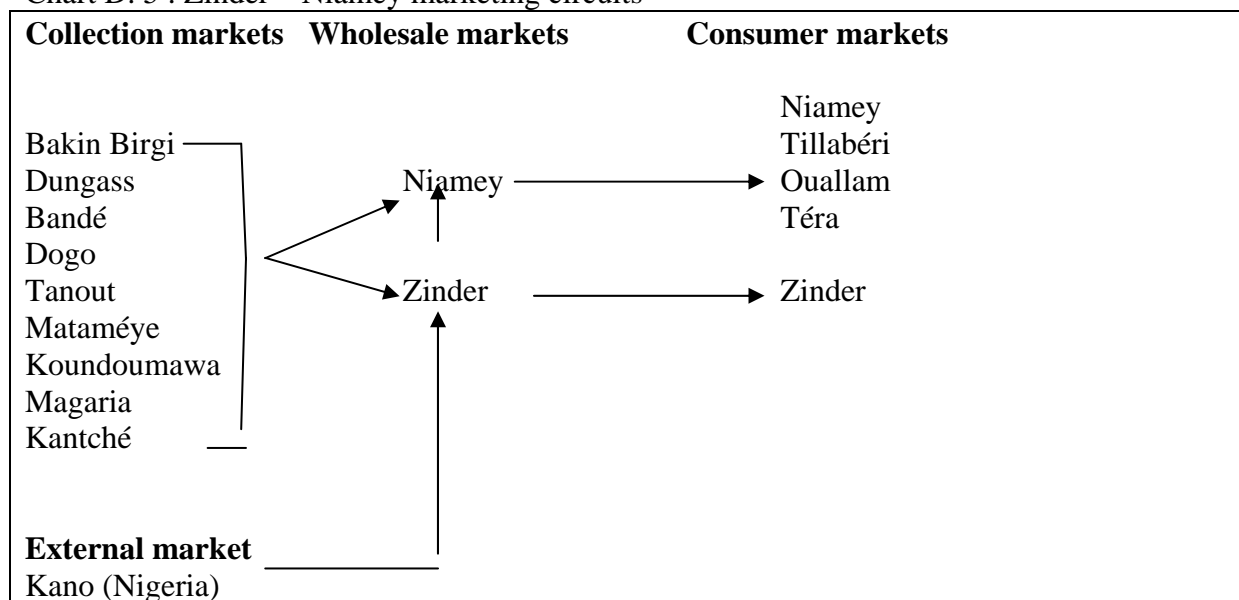 Chart D. 3 : Zinder – Niamey marketing circuits
Collection markets Wholesale markets Consumer markets
Niamey
Bakin Birgi Tillabéri
Dungass Niamey Ouallam
Bandé Téra
Dogo
Tanout Zinder Zinder
Mataméye
Koundoumawa
Magaria
Kantché
External market
Kano (Nigeria)